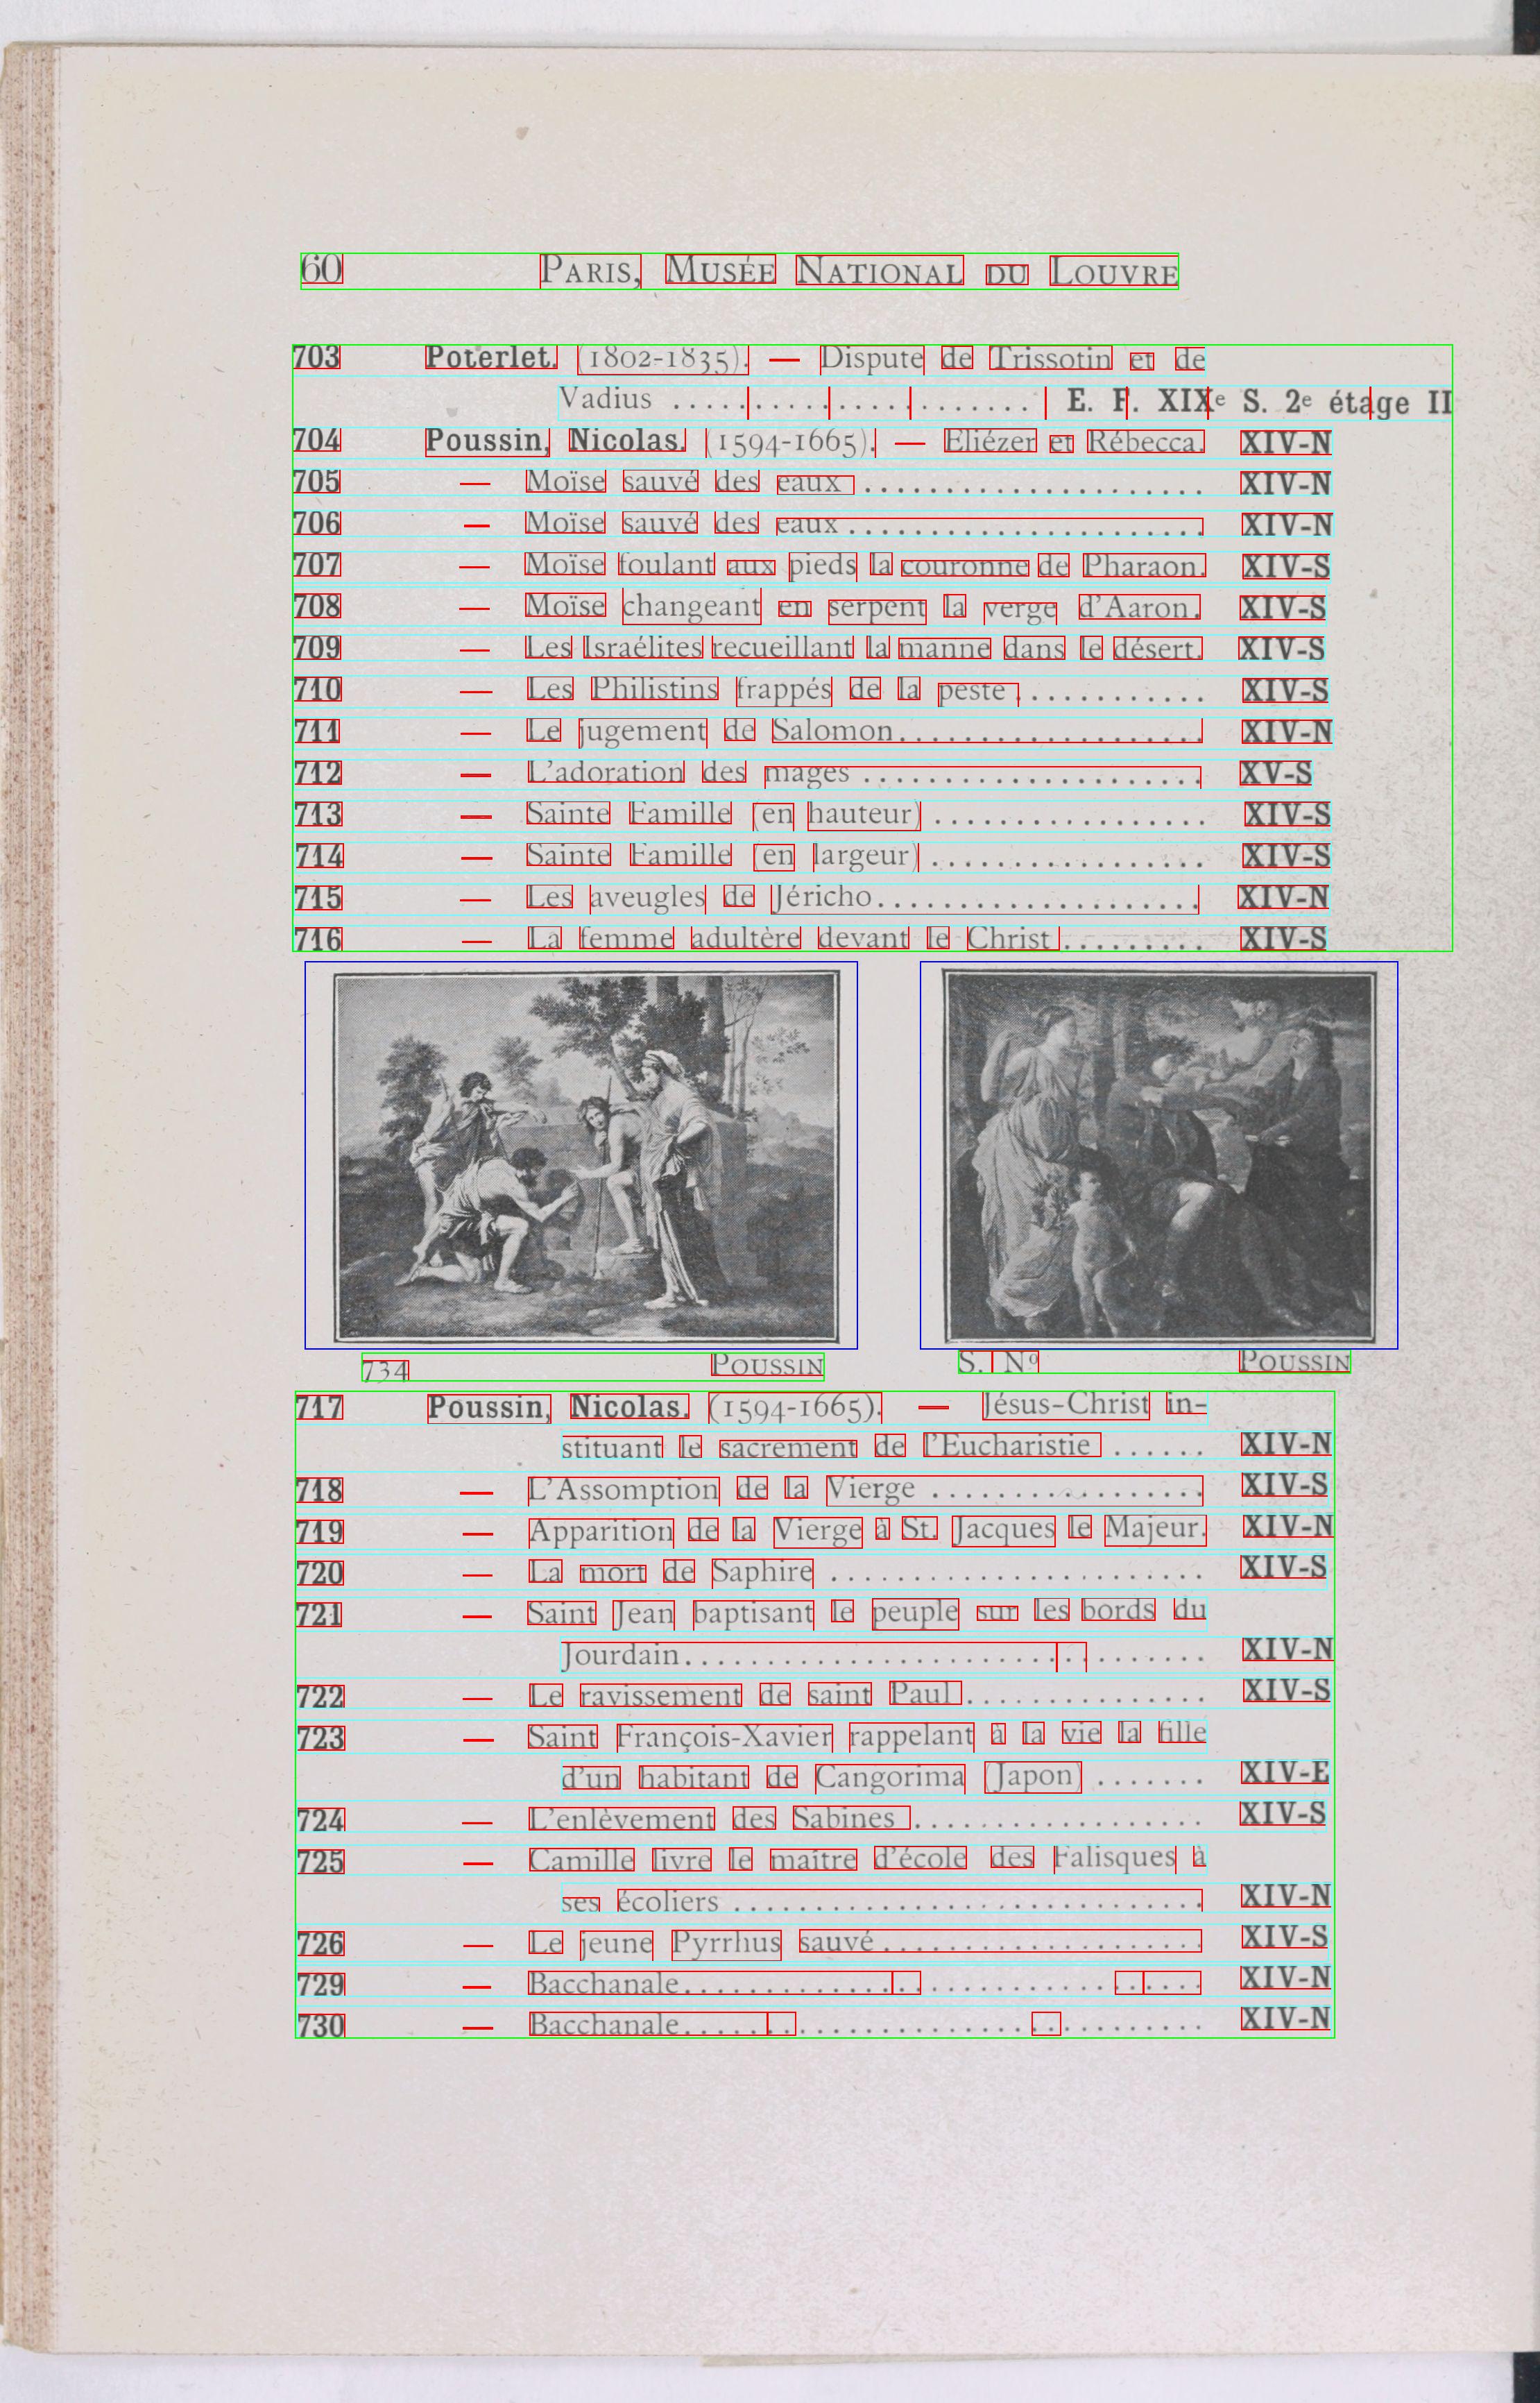 60 PARIS, MUSÉE NATIONAL DU LOUVRE
703 Poterlet. (1802-1835). — Dispute de Trissotin et de
Vadius .......................... E. F. XIXe S. 2e étage II
704 Poussin, Nicolas. (1594-1665). — Eliézer et Rébecca. XIV-N
705 — Moïse sauvé des eaux ........................ XIV-N
706 — Moïse sauvé des eaux ........................ XIV-N
707 — Moïse foulant aux pieds la couronne de Pharaon. XIV-S
708 — Moïse changeant en serpent la verge d'Aaron. XIV-S
709 — Les Israélites recueillant la manne dans le désert. XIV-S
710 — Les Philistins frappés de la peste ............ XIV-S
711 — Le jugement de Salomon.................... XIV-N
712 — L'adoration des mages ...................... XV-S
713 — Sainte Famille (en hauteur) .................. XIV-S
714 — Sainte Famille (en largeur) .................. XIV-S
715 — Les aveugles de Jéricho...................... XIV-N
716 — La femme adultère devant le Christ.......... XIV-S
734 POUSSIN
S. No POUSSIN
717 Poussin, Nicolas. (1594-1665). — Jésus-Christ in-
stituant le sacrement de l'Eucharistie ...... XIV-N
718 — L'Assomption de la Vierge .................. XIV-S
719 — Apparition de la Vierge à St. Jacques le Majeur. XIV-N
720 — La mort de Saphire ........................ XIV-S
721 — Saint Jean baptisant le peuple sur les bords du
Jourdain................................ XIV-N
722 — Le ravissement de saint Paul................ XIV-S
723 — Saint François-Xavier rappelant à la vie la fille
d'un habitant de Cangorima (Japon) ....... XIV-E
724 — L'enlèvement des Sabines.................... XIV-S
725 — Camille livre le maître d'école des Falisques à
ses écoliers .............................. XIV-N
726 — Le jeune Pyrrhus sauvé...................... XIV-S
729 — Bacchanale................................ XIV-N
730 — Bacchanale................................ XIV-N